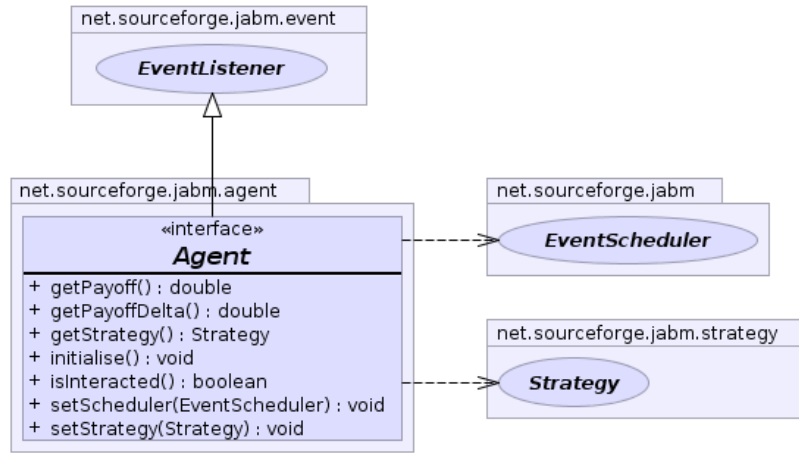 net.sourceforge.jabm.event
EventListener
net.sourceforge.jabm.agent
«interface»
Agent
+ getPayoff() : double
+ getPayoffDelta() : double
+ getStrategy() : Strategy
+ initialise() : void
+ isInteracted() : boolean
+ setScheduler(EventScheduler) : void
+ setStrategy(Strategy) : void
net.sourceforge.jabm
EventScheduler
net.sourceforge.jabm.strategy
Strategy